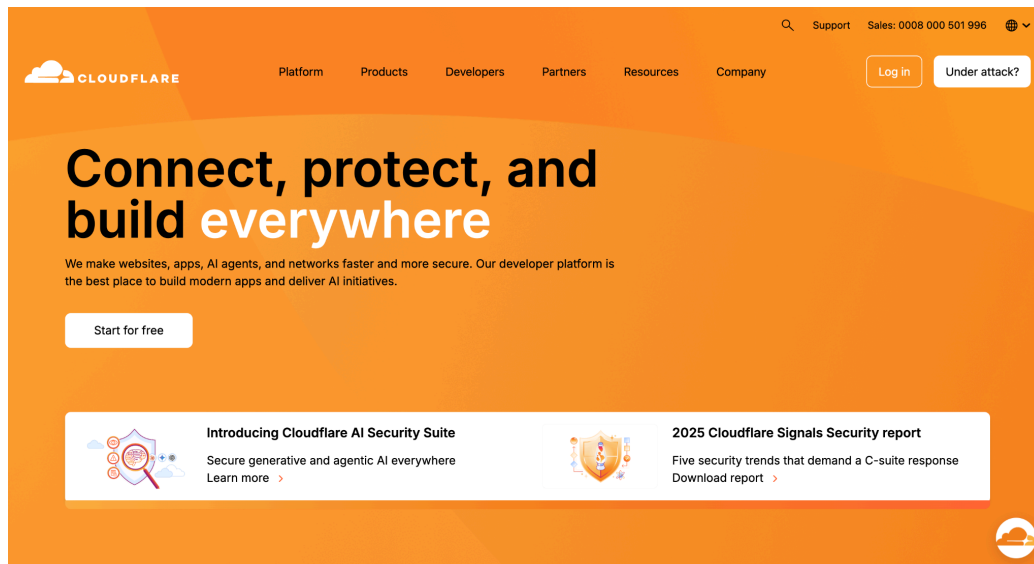 Support
Sales: 0008 000 501 996
CLOUDFLARE
Platform
Products
Developers
Partners
Resources
Company
Log in
Under attack?
Connect, protect, and
build everywhere
We make websites, apps, AI agents, and networks faster and more secure. Our developer platform is
the best place to build modern apps and deliver AI initiatives.
Start for free
Introducing Cloudflare AI Security Suite
Secure generative and agentic AI everywhere
Learn more
2025 Cloudflare Signals Security report
Five security trends that demand a C-suite response
Download report